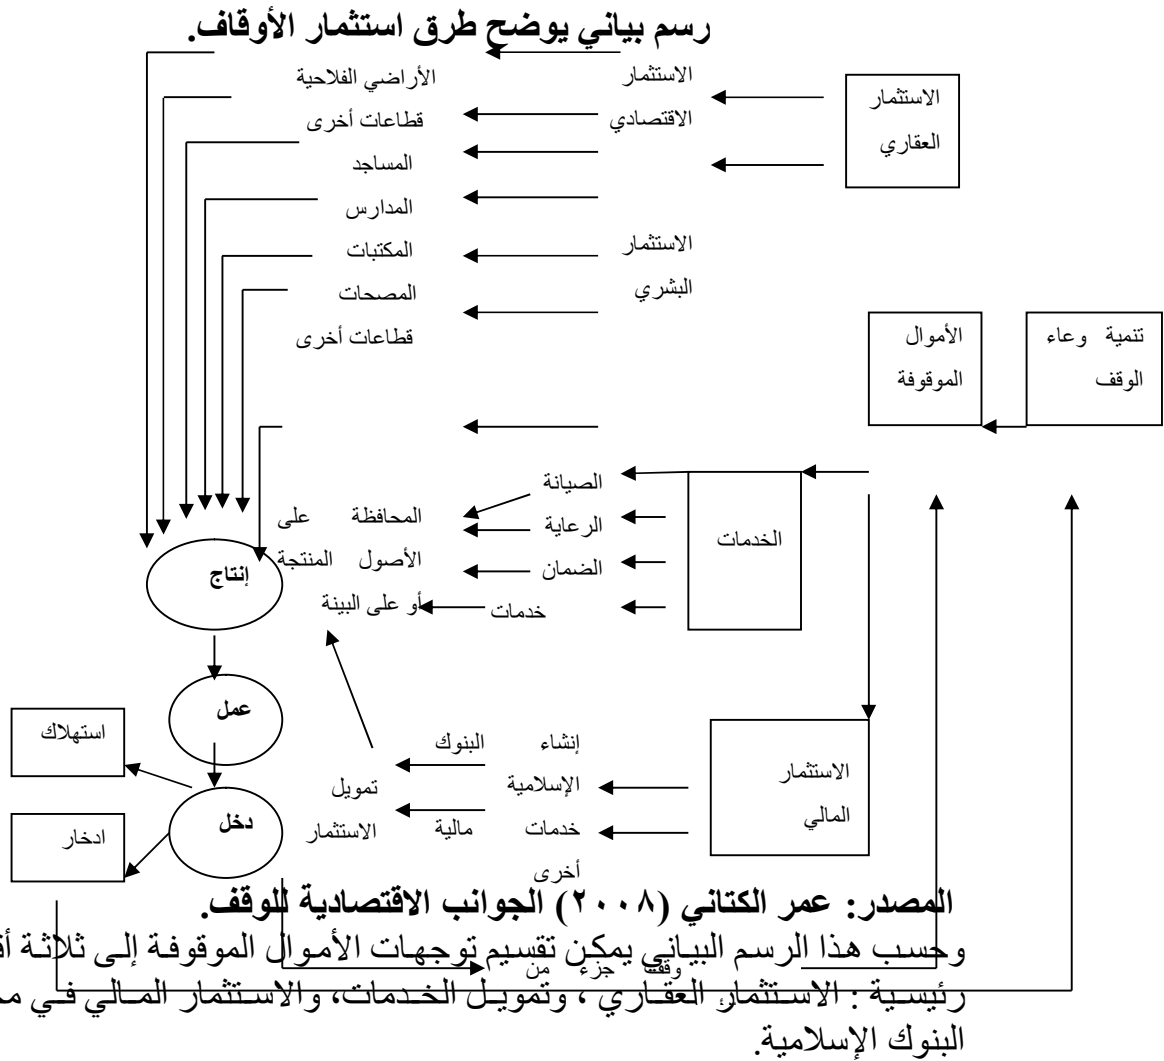 رسم بياني يوضح طرق استثمار الأوقاف.
الاستثمار
العقاري
الاستثمار
الاقتصادي
الأراضي الفلاحية
قطاعات أخرى
المساجد
المدارس
المكتبات
المصحات
قطاعات أخرى
الاستثمار
البشري
تنمية وعاء
الوقف
الأموال
الموقوفة
الخدمات
الصيانة
الرعاية
الضمان
خدمات
المحافظة على
الأصول المنتجة
أو على البينة
إنتاج
عمل
دخل
استهلاك
ادخار
الاستثمار
المالي
إنشاء البنوك
الإسلامية
خدمات مالية
أخرى
تمويل
الاستثمار
المصدر: عمر الكتاني (٢٠٠٨) الجوانب الاقتصادية للوقف.
وحسب هذا الرسم البياني يمكن تقسيم توجهات الأموال الموقوفة إلى ثلاثة
وقف جزء من
رئيسية: الاستثمار العقاري، وتمويل الخدمات، والاستثمار المالي في
البنوك الإسلامية.